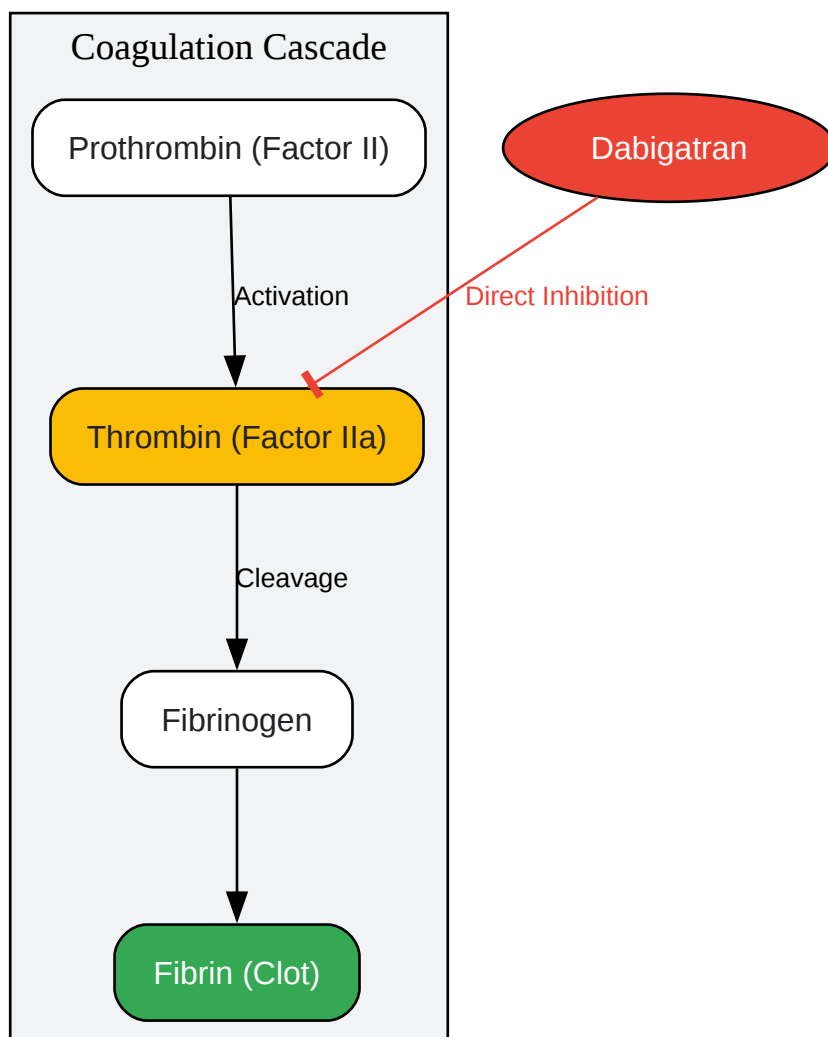 Coagulation Cascade
Prothrombin (Factor II)
Dabigatran
Activation
Direct Inhibition
Thrombin (Factor IIa)
Cleavage
Fibrinogen
Fibrin (Clot)